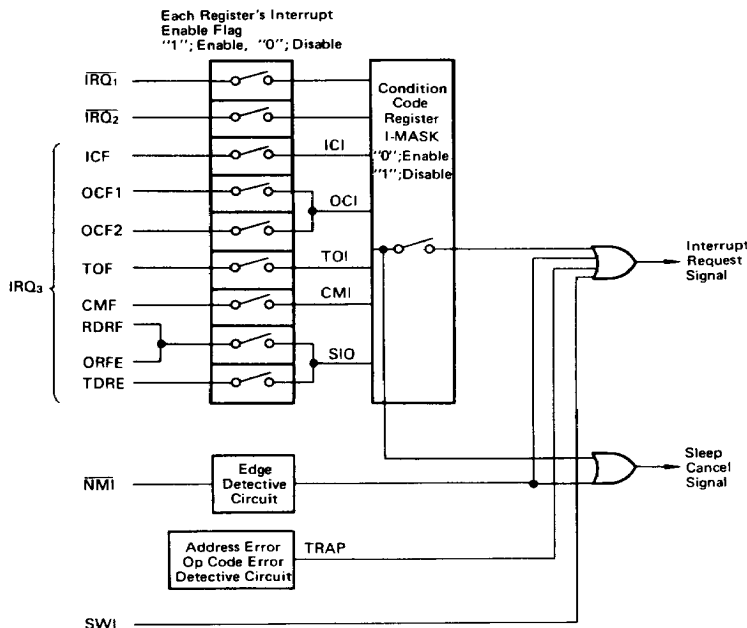 Each Register's Interrupt
Enable Flag
"1"; Enable, "0"; Disable
IRQ1
IRQ2
ICF
OCF1
OCF2
TOF
CMF
RDRF
ORFE
TDRE
IRQ3
ICI
OCI
TOI
CMI
SIO
Condition
Code
Register
I-MASK
"0";Enable
"1";Disable
Interrupt
Request
Signal
Sleep
Cancel
Signal
NMI
Edge
Detective
Circuit
Address Error
Op Code Error
Detective Circuit
TRAP
SWI